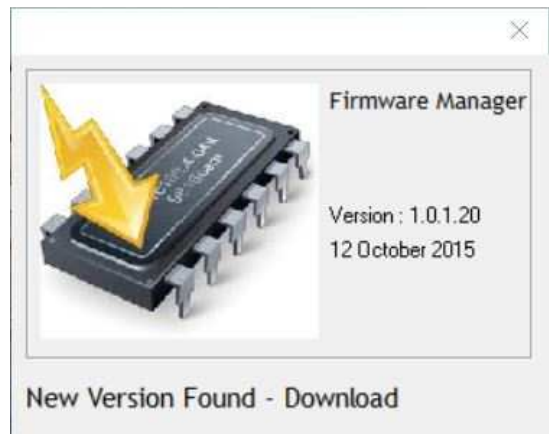 Firmware Manager
Version : 1.0.1.20
12 October 2015
New Version Found - Download